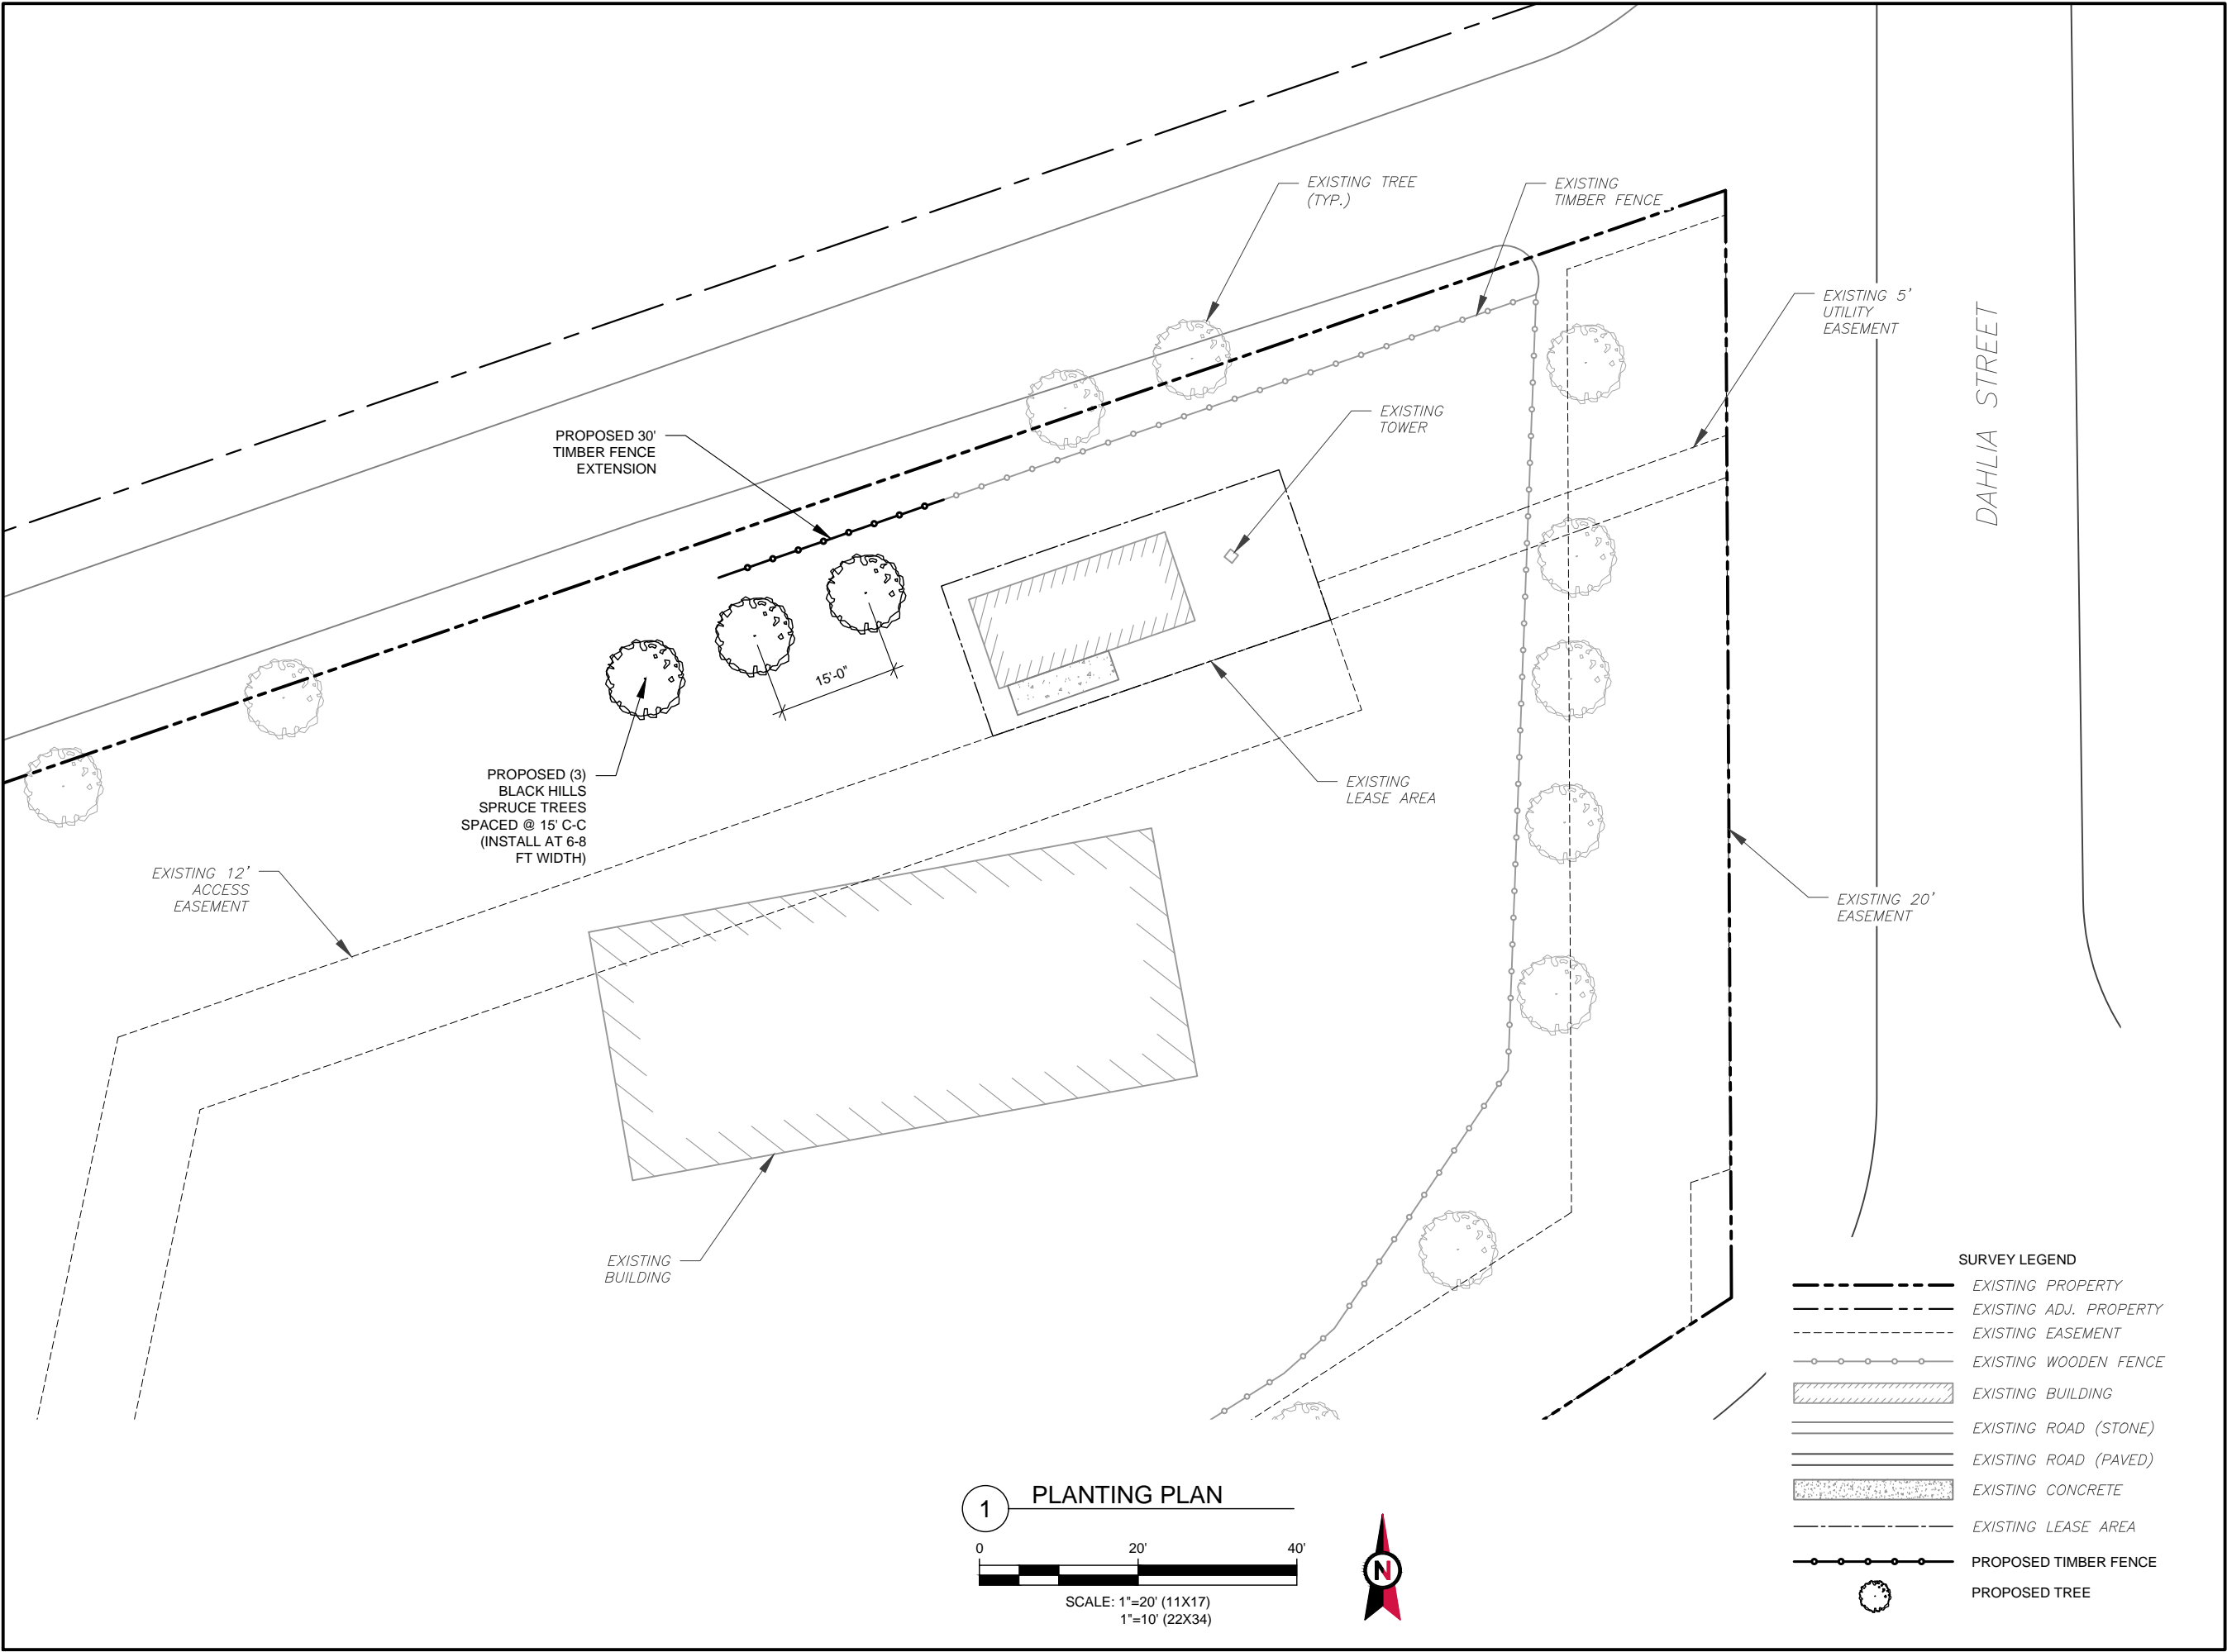 EXISTING TREE
(TYP.)
EXISTING
TIMBER FENCE
EXISTING 5'
UTILITY
EASEMENT
DAHLIA STREET
EXISTING
TOWER
PROPOSED 30'
TIMBER FENCE
EXTENSION
15'-0"
PROPOSED (3)
BLACK HILLS
SPRUCE TREES
SPACED @ 15' C-C
(INSTALL AT 6-8
FT WIDTH)
EXISTING
LEASE AREA
EXISTING 12'
ACCESS
EASEMENT
EXISTING 20'
EASEMENT
EXISTING
BUILDING
SURVEY LEGEND
EXISTING PROPERTY
EXISTING ADJ. PROPERTY
EXISTING EASEMENT
EXISTING WOODEN FENCE
EXISTING BUILDING
EXISTING ROAD (STONE)
EXISTING ROAD (PAVED)
EXISTING CONCRETE
EXISTING LEASE AREA
PROPOSED TIMBER FENCE
PROPOSED TREE
1 PLANTING PLAN
0 20' 40'
SCALE: 1"=20' (11X17)
1"=10' (22X34)
N